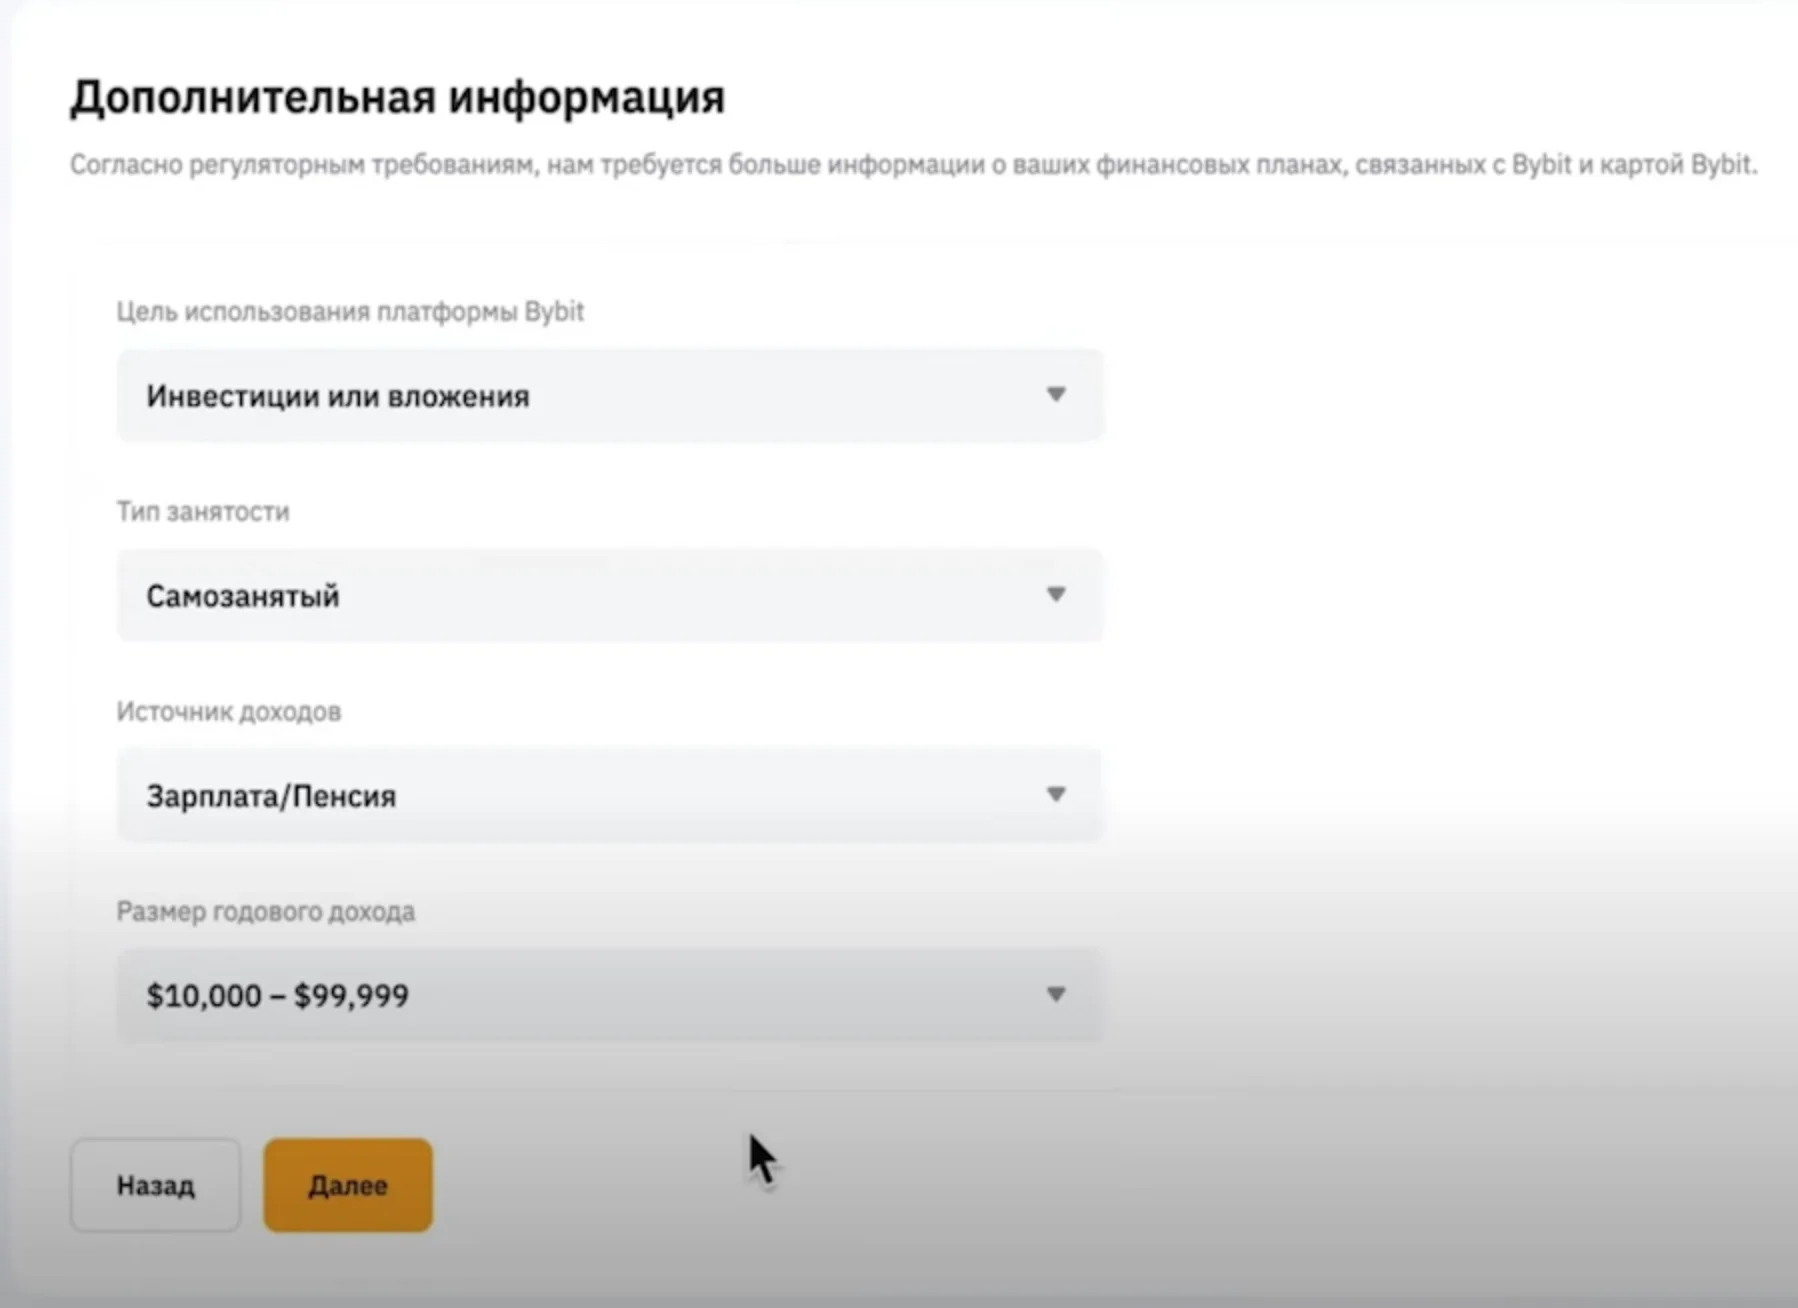 Дополнительная информация
Согласно регуляторным требованиям, нам требуется больше информации о ваших финансовых планах, связанных с Bybit и картой Bybit.
Цель использования платформы Bybit
Инвестиции или вложения
Тип занятости
Самозанятый
Источник доходов
Зарплата/Пенсия
Размер годового дохода
$10,000 – $99,999
Назад
Далее